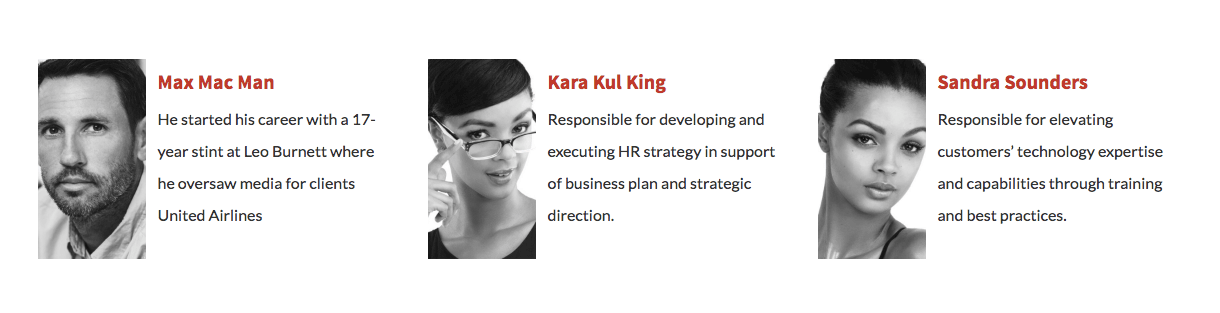 Max Mac Man
He started his career with a 17-
year stint at Leo Burnett where
he oversaw media for clients
United Airlines
Kara Kul King
Responsible for developing and
executing HR strategy in support
of business plan and strategic
direction.
Sandra Sounders
Responsible for elevating
customers' technology expertise
and capabilities through training
and best practices.